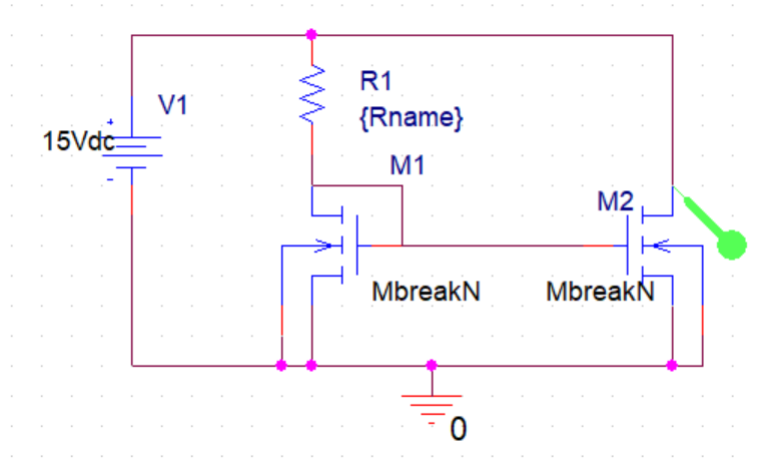 V1
15Vdc
+
-
R1
{Rname}
M1
M2
MbreakN
MbreakN
0